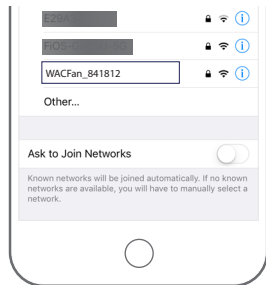 WACFan_841812
Other...
Ask to Join Networks
Known networks will be joined automatically. If no known
networks are available, you will have to manually select a
network.